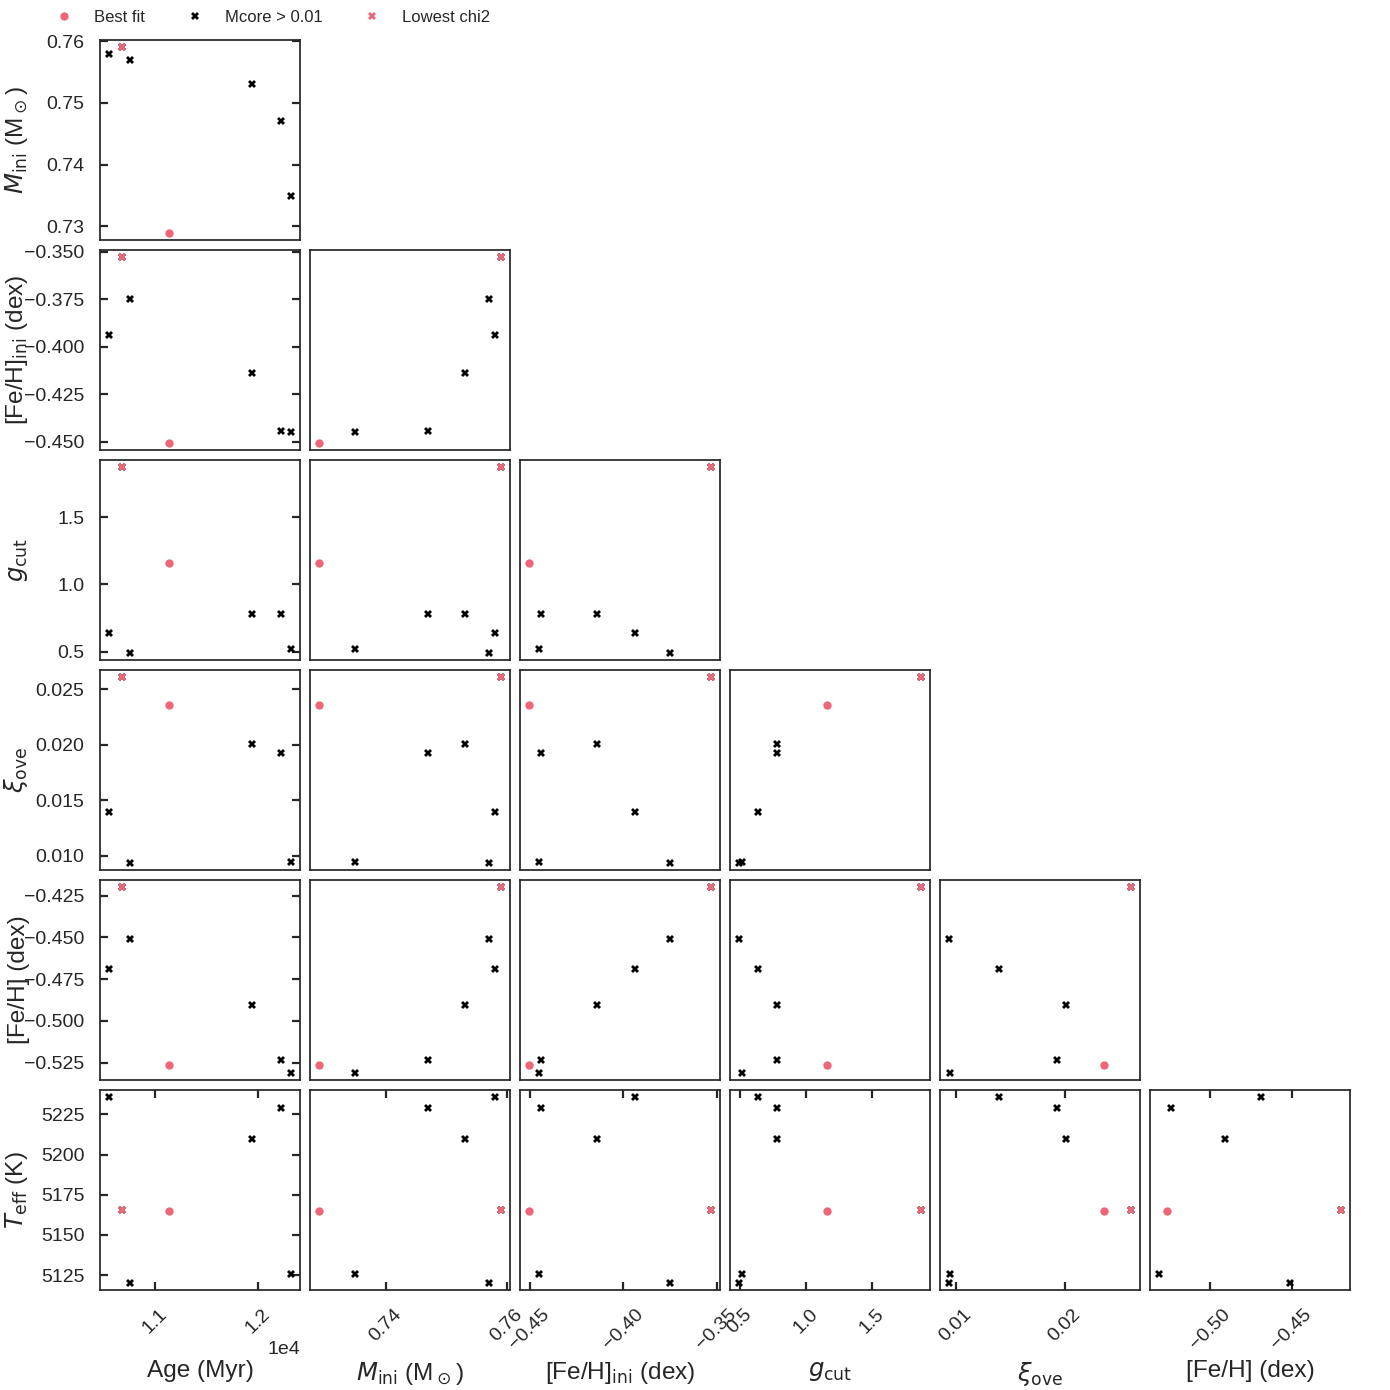 Best fit  Mcore > 0.01  Lowest chi2
0.76
0.75
0.74
0.73
M_ini (M_⊙)
−0.350
−0.375
−0.400
−0.425
−0.450
[Fe/H]_ini (dex)
1.5
1.0
0.5
g_cut
0.025
0.020
0.015
0.010
ξ_ove
−0.425
−0.450
−0.475
−0.500
−0.525
[Fe/H] (dex)
5225
5200
5175
5150
5125
T_eff (K)
1.1 1.2 0.74 0.76 −0.45 −0.40 −0.35 0.5 1.0 1.5 0.01 0.02 −0.50 −0.45
1e4
Age (Myr) M_ini (M_⊙) [Fe/H]_ini (dex) g_cut ξ_ove [Fe/H] (dex)